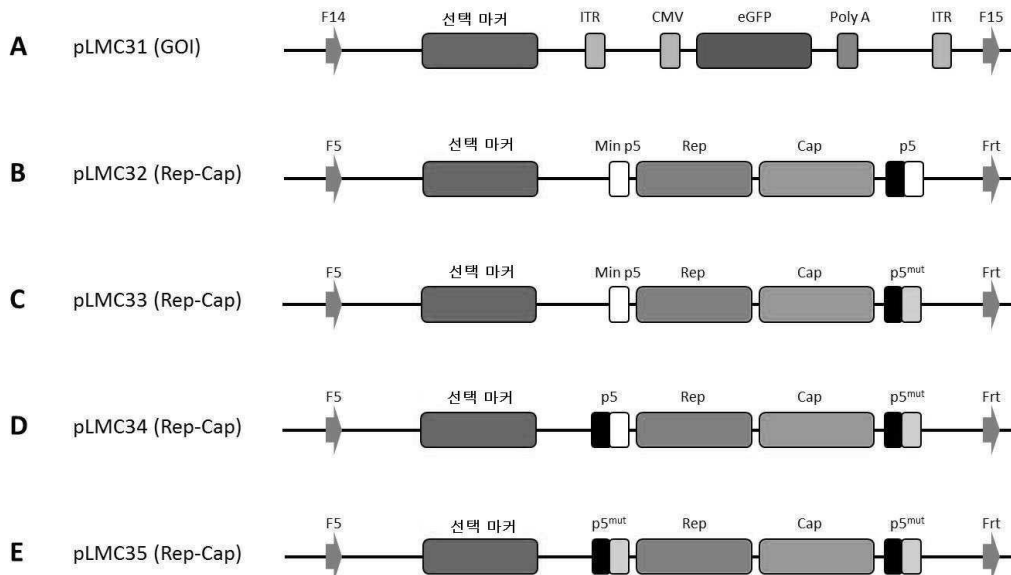 F14 선택 마커 ITR CMV eGFP Poly A ITR F15
A pLMC31 (GOI)
F5 선택 마커 Min p5 Rep Cap p5 Frt
B pLMC32 (Rep-Cap)
F5 선택 마커 Min p5 Rep Cap p5mut Frt
C pLMC33 (Rep-Cap)
F5 선택 마커 p5 Rep Cap p5mut Frt
D pLMC34 (Rep-Cap)
F5 선택 마커 p5mut Rep Cap p5mut Frt
E pLMC35 (Rep-Cap)